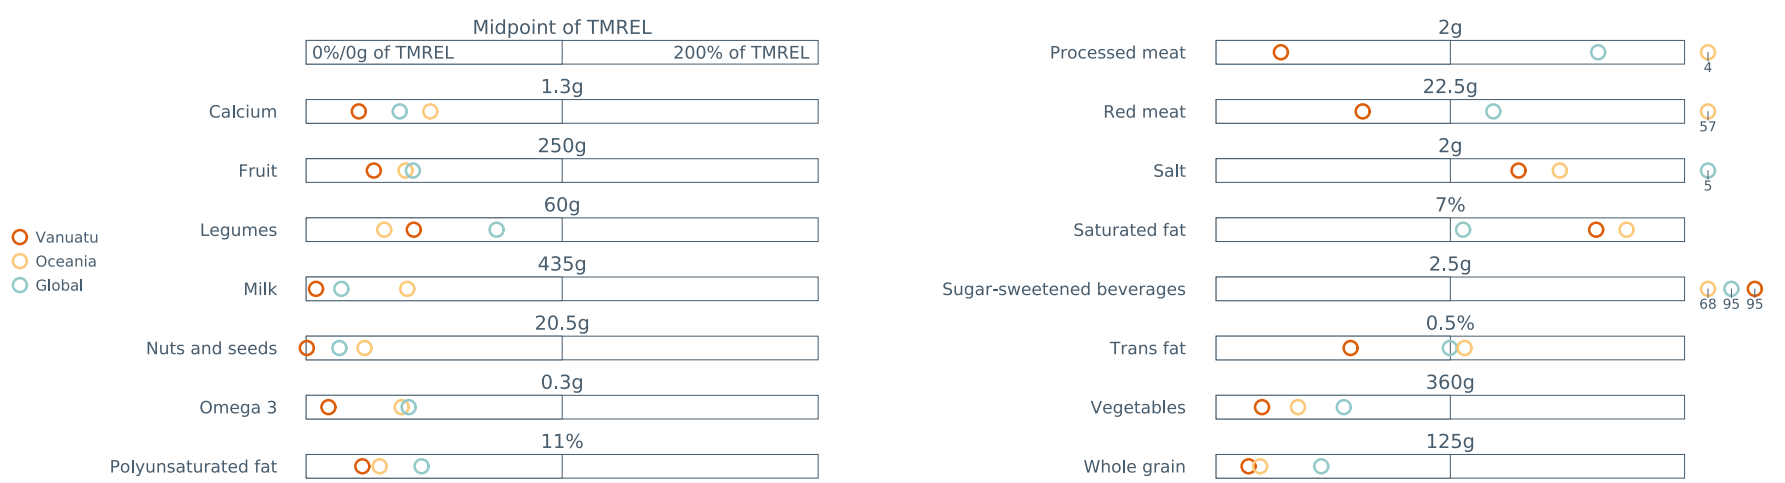 Midpoint of TMREL
0%/0g of TMREL 200% of TMREL
1.3g
Calcium
250g
Fruit
60g
Legumes
435g
Milk
20.5g
Nuts and seeds
0.3g
Omega 3
11%
Polyunsaturated fat
Vanuatu
Oceania
Global
2g
Processed meat
4
22.5g
Red meat
57
2g
Salt
5
7%
Saturated fat
2.5g
Sugar-sweetened beverages
68 95 95
0.5%
Trans fat
360g
Vegetables
125g
Whole grain